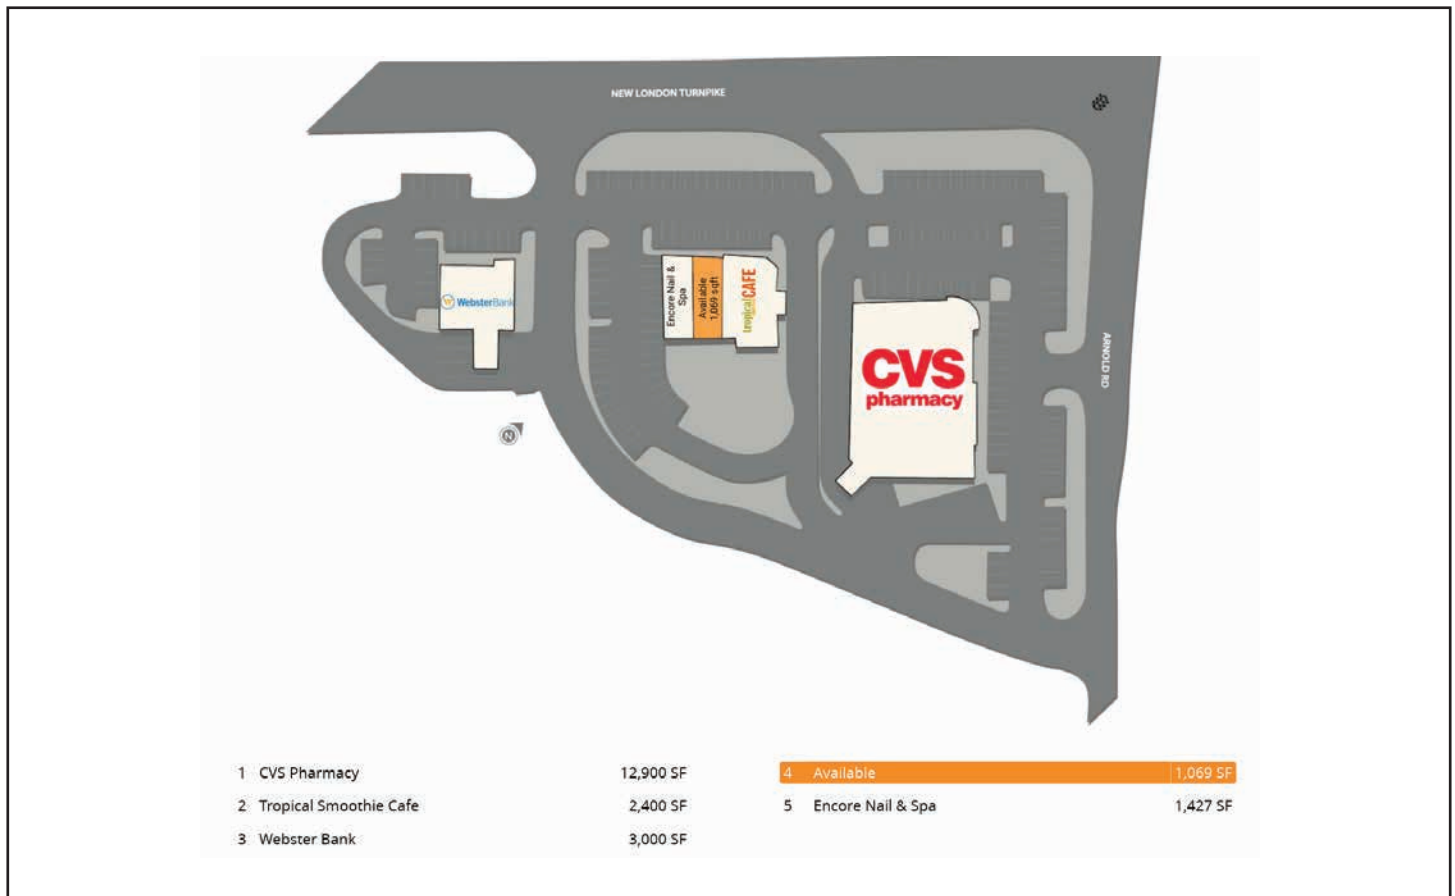 NEW LONDON TURNPIKE
ARNOLD RD
WebsterBank
Encore Nail &
Spa
Available
1,069 sqft
tropical CAFE
CVS
pharmacy
N
1 CVS Pharmacy 12,900 SF
2 Tropical Smoothie Cafe 2,400 SF
3 Webster Bank 3,000 SF
4 Available 1,069 SF
5 Encore Nail & Spa 1,427 SF